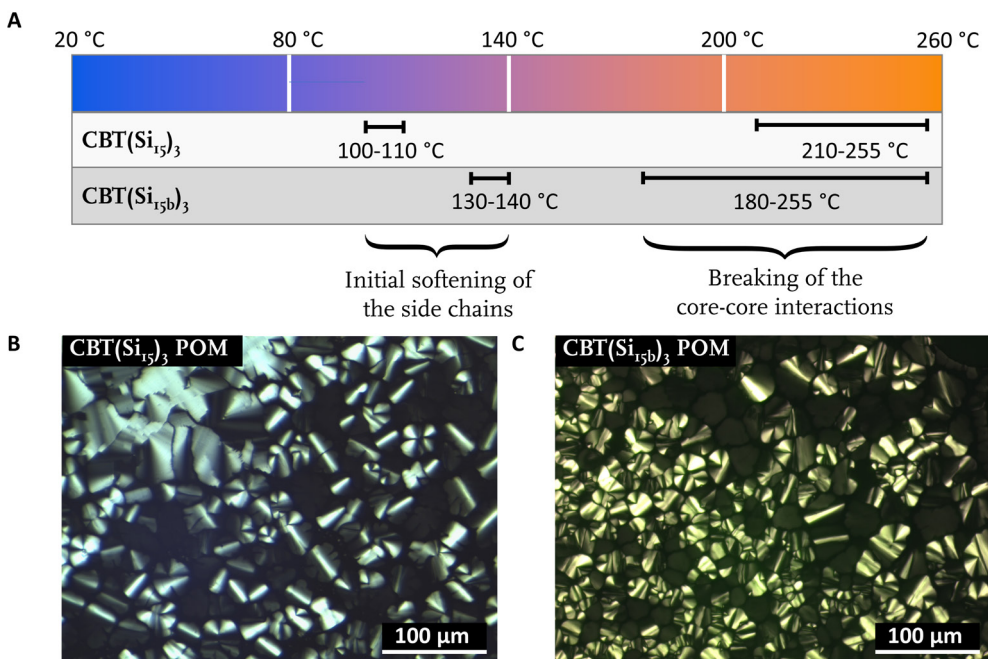 A
20 °C 80 °C 140 °C 200 °C 260 °C
CBT(Si₁₅)₃
100-110 °C 210-255 °C
CBT(Si₁₅b)₃
130-140 °C 180-255 °C
Initial softening of
the side chains
Breaking of the
core-core interactions
B
CBT(Si₁₅)₃ POM
100 µm
C
CBT(Si₁₅b)₃ POM
100 µm